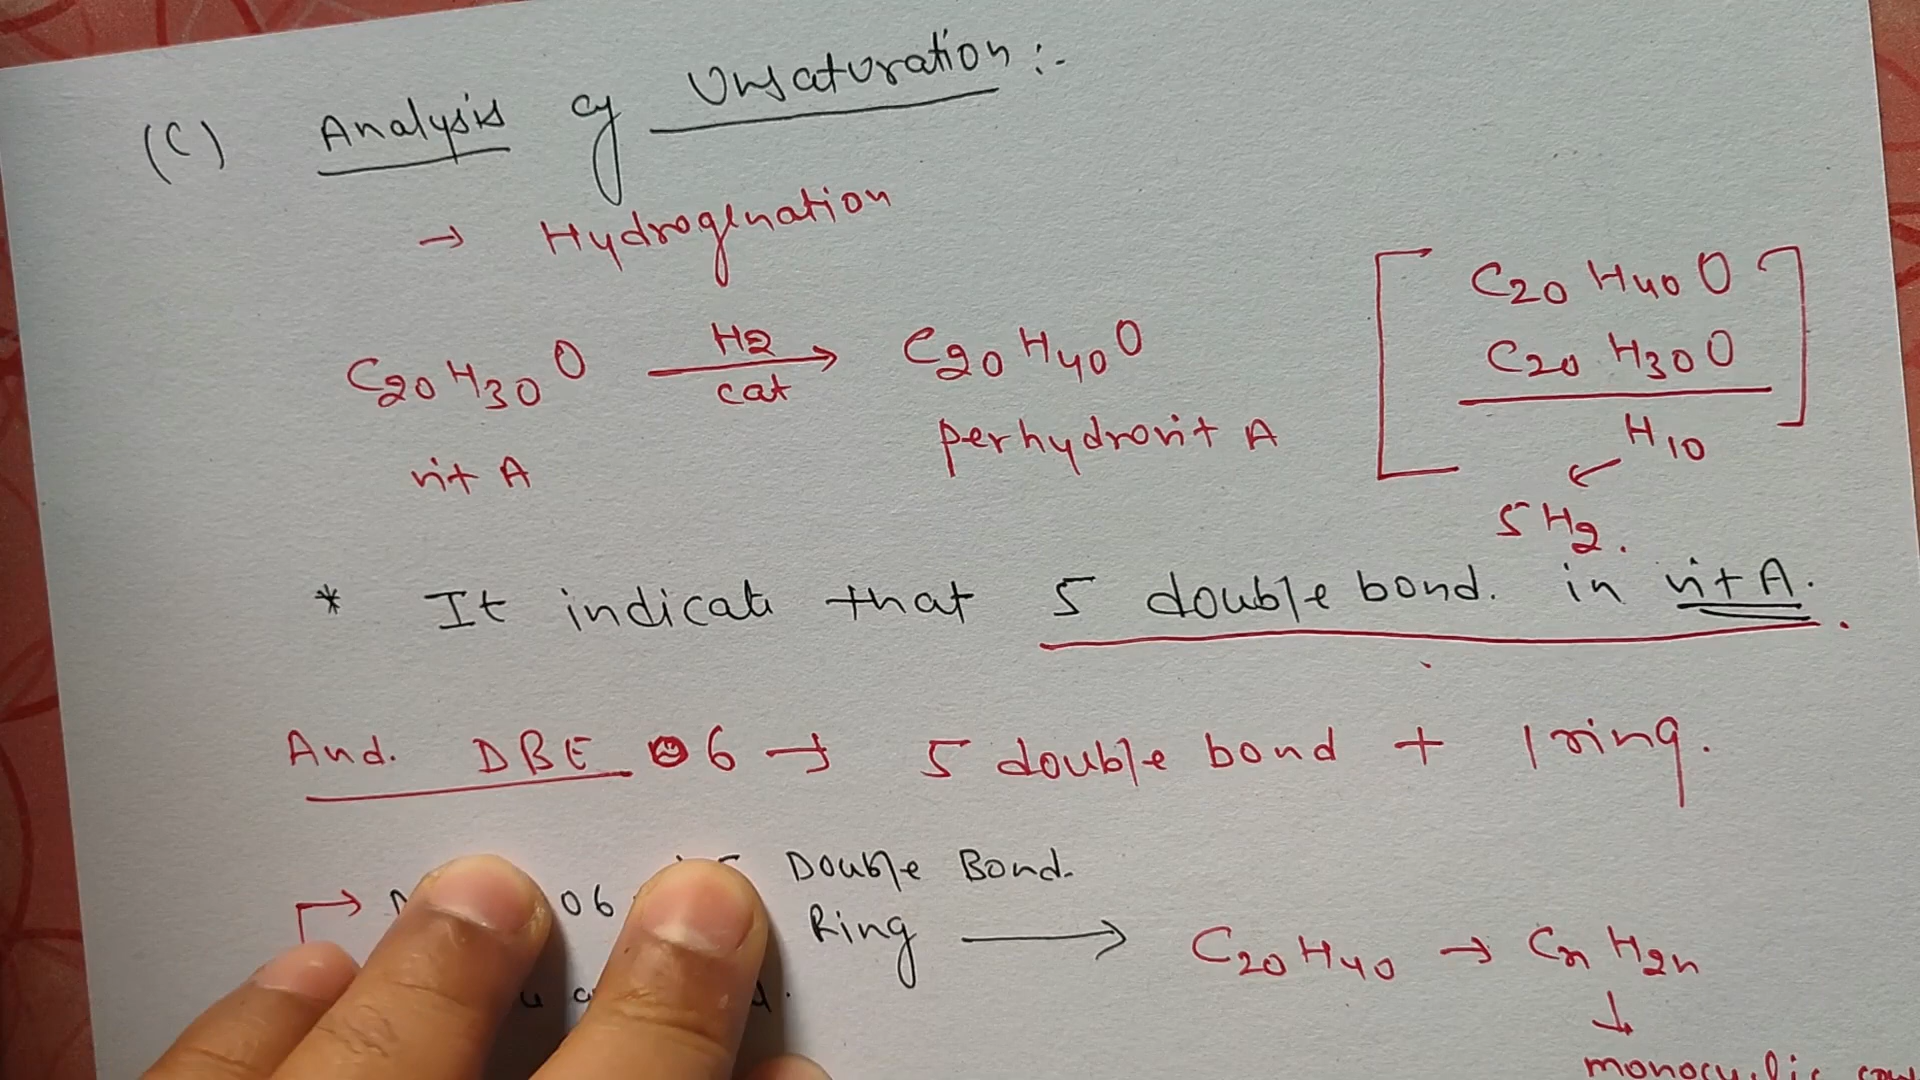 (C) Analysis of Unsaturation :-
→ Hydrogenation
C20H30O H2 → cat C20H40O
vit A perhydrovit A
[ C20H40O
C20H30O ]
H10
↙
5H2.
* It indicate that 5 double bond. in vit A.
And. DBE 6 → 5 double bond + 1 ring.
Double Bond.
→ 06
Ring → C20H40 → CnH2n
↓